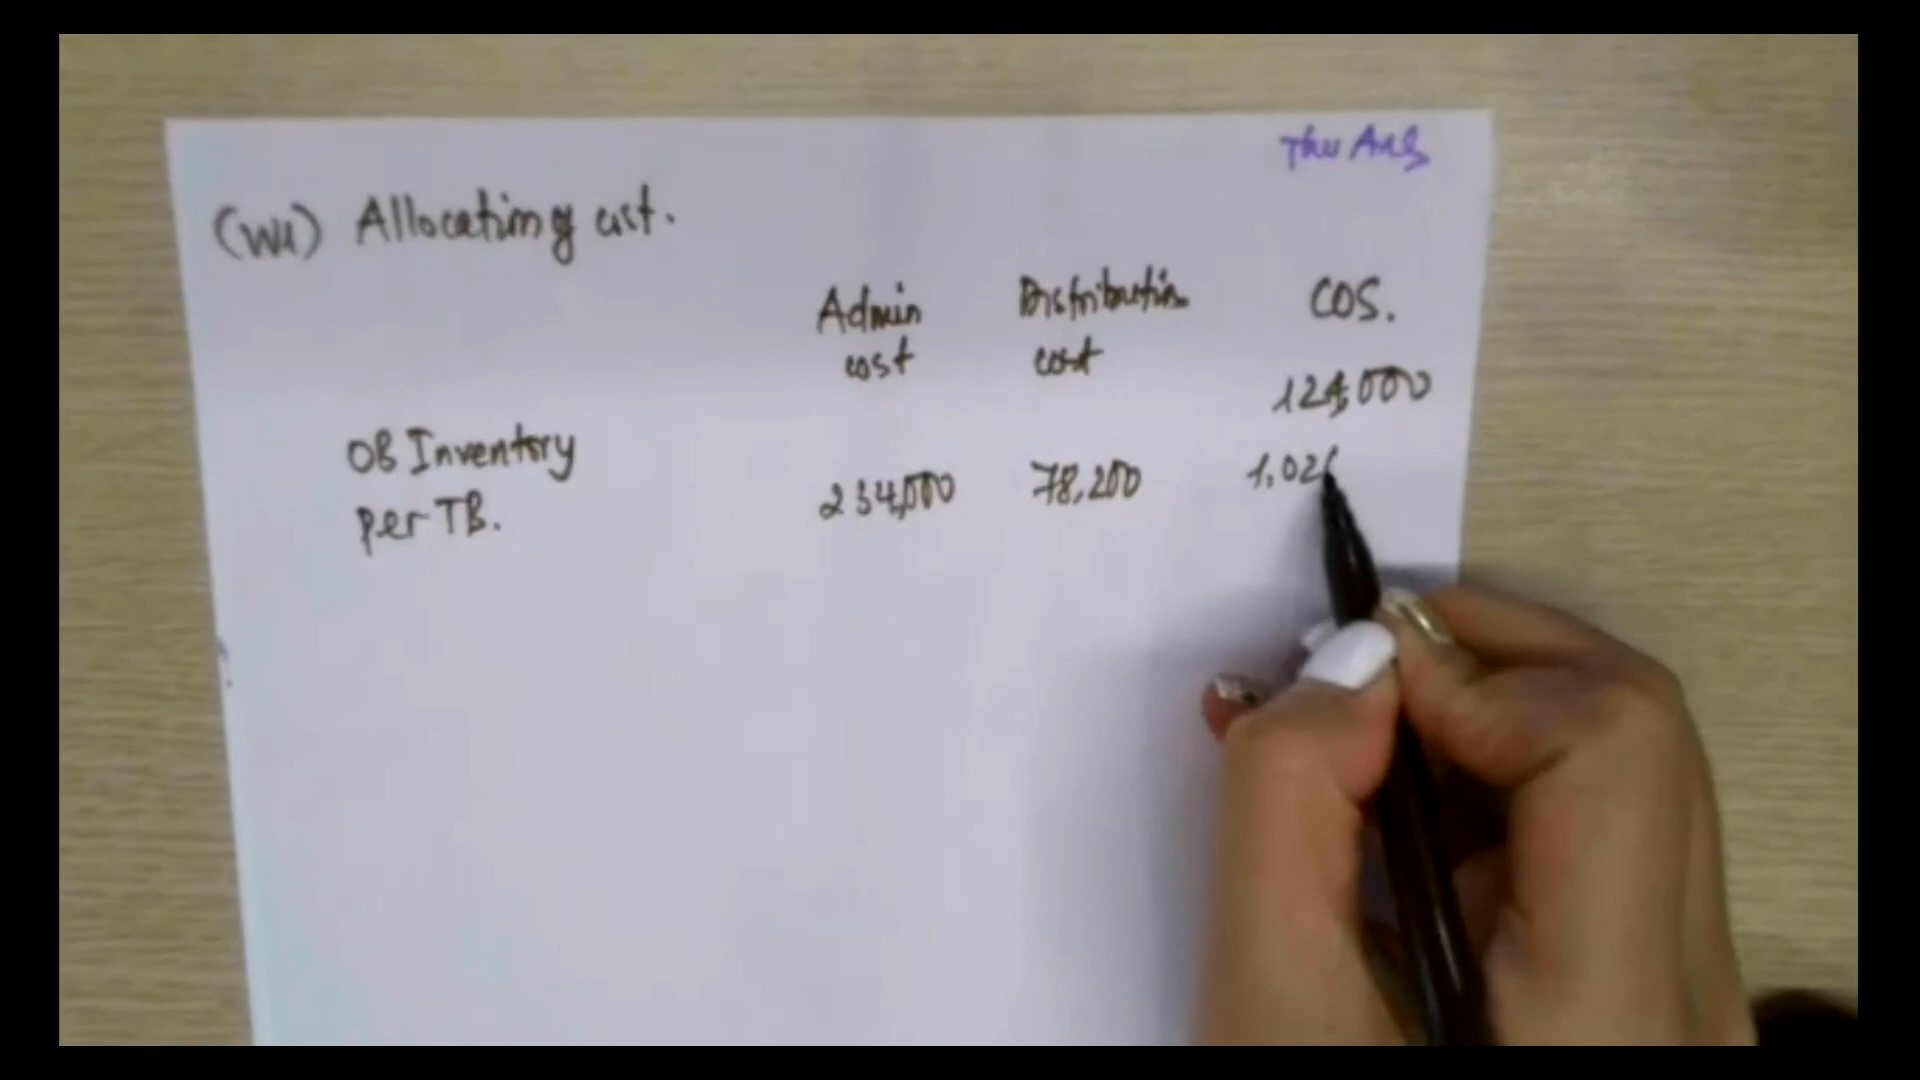 Thu Ang
(W1) Allocating cost.
Admin cost
Distribution cost
COS.
124,000
OB Inventory
per TB. 234,000 78,200 1,02